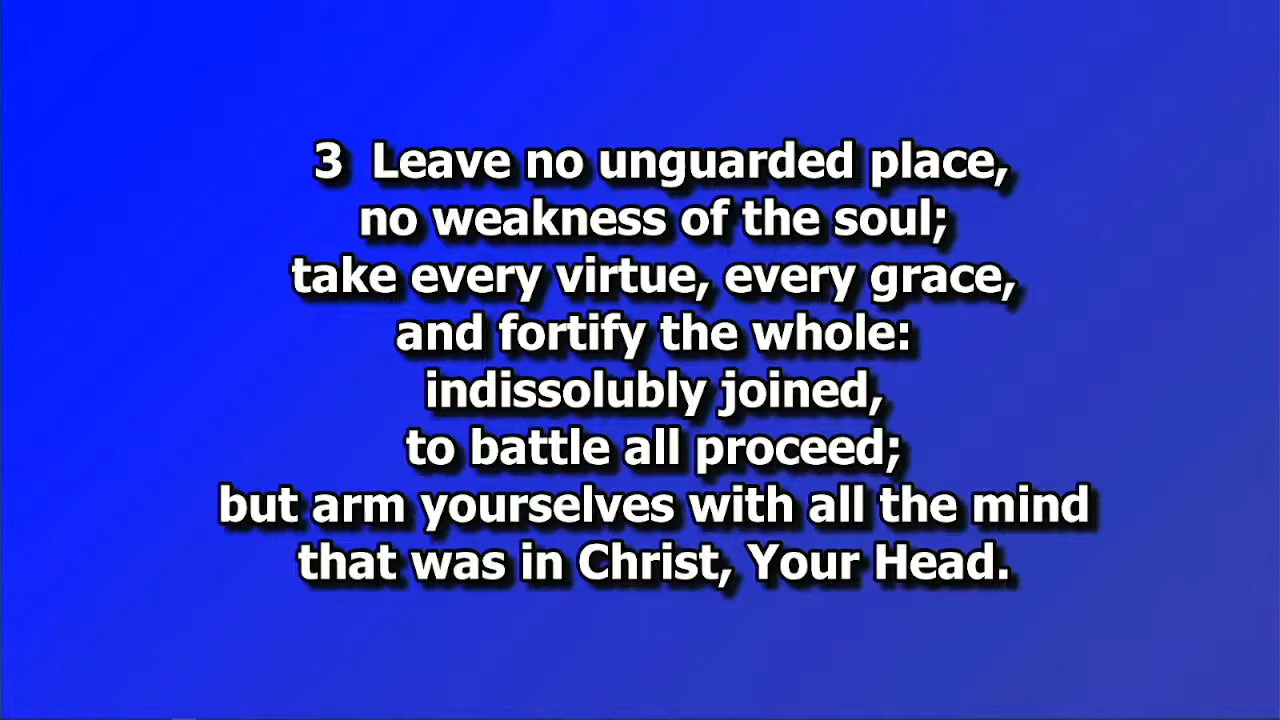 3 Leave no unguarded place,
no weakness of the soul;
take every virtue, every grace,
and fortify the whole:
indissolubly joined,
to battle all proceed;
but arm yourselves with all the mind
that was in Christ, Your Head.